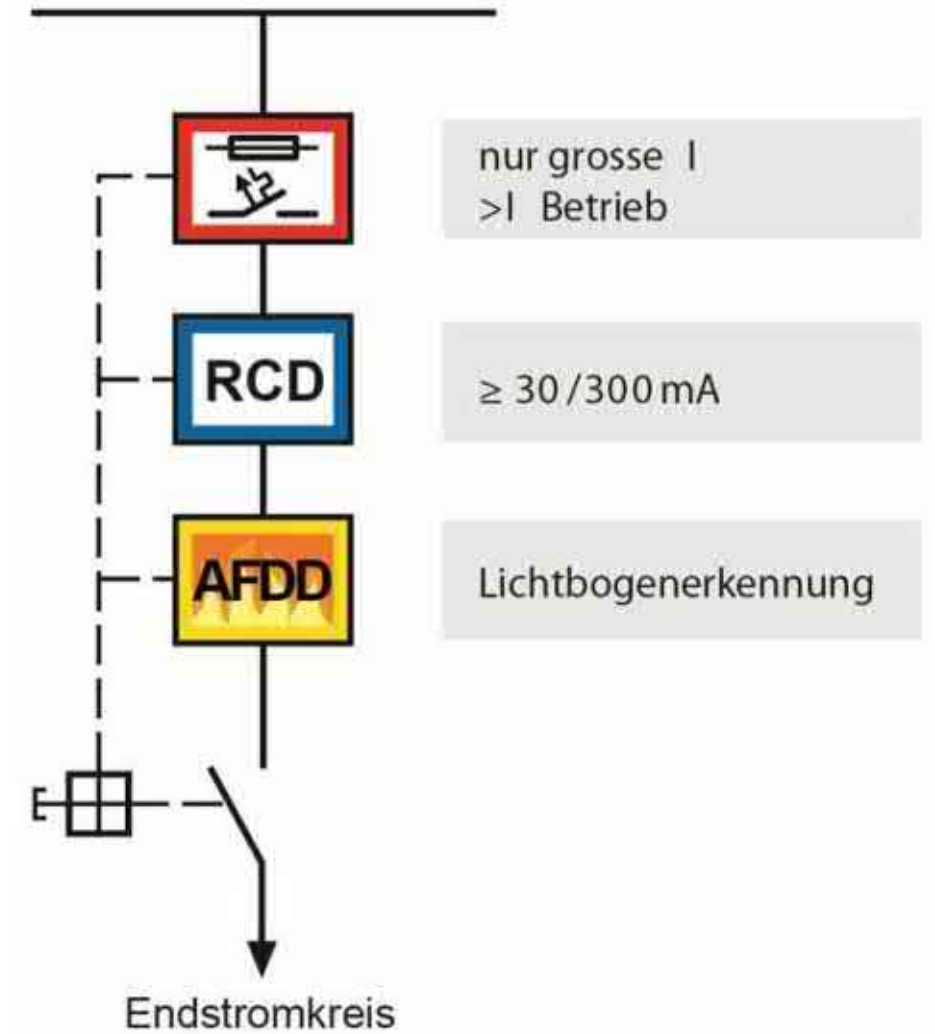 nur grosse I
>I Betrieb
RCD
≥ 30/300 mA
AFDD
Lichtbogenerkennung
Endstromkreis